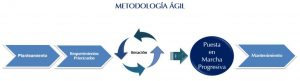 METODOLOGÍA ÁGIL
Planteamiento
Requerimientos
Priorizados
Iteración
Puesta
en
Marcha
Progresiva
Mantenimiento